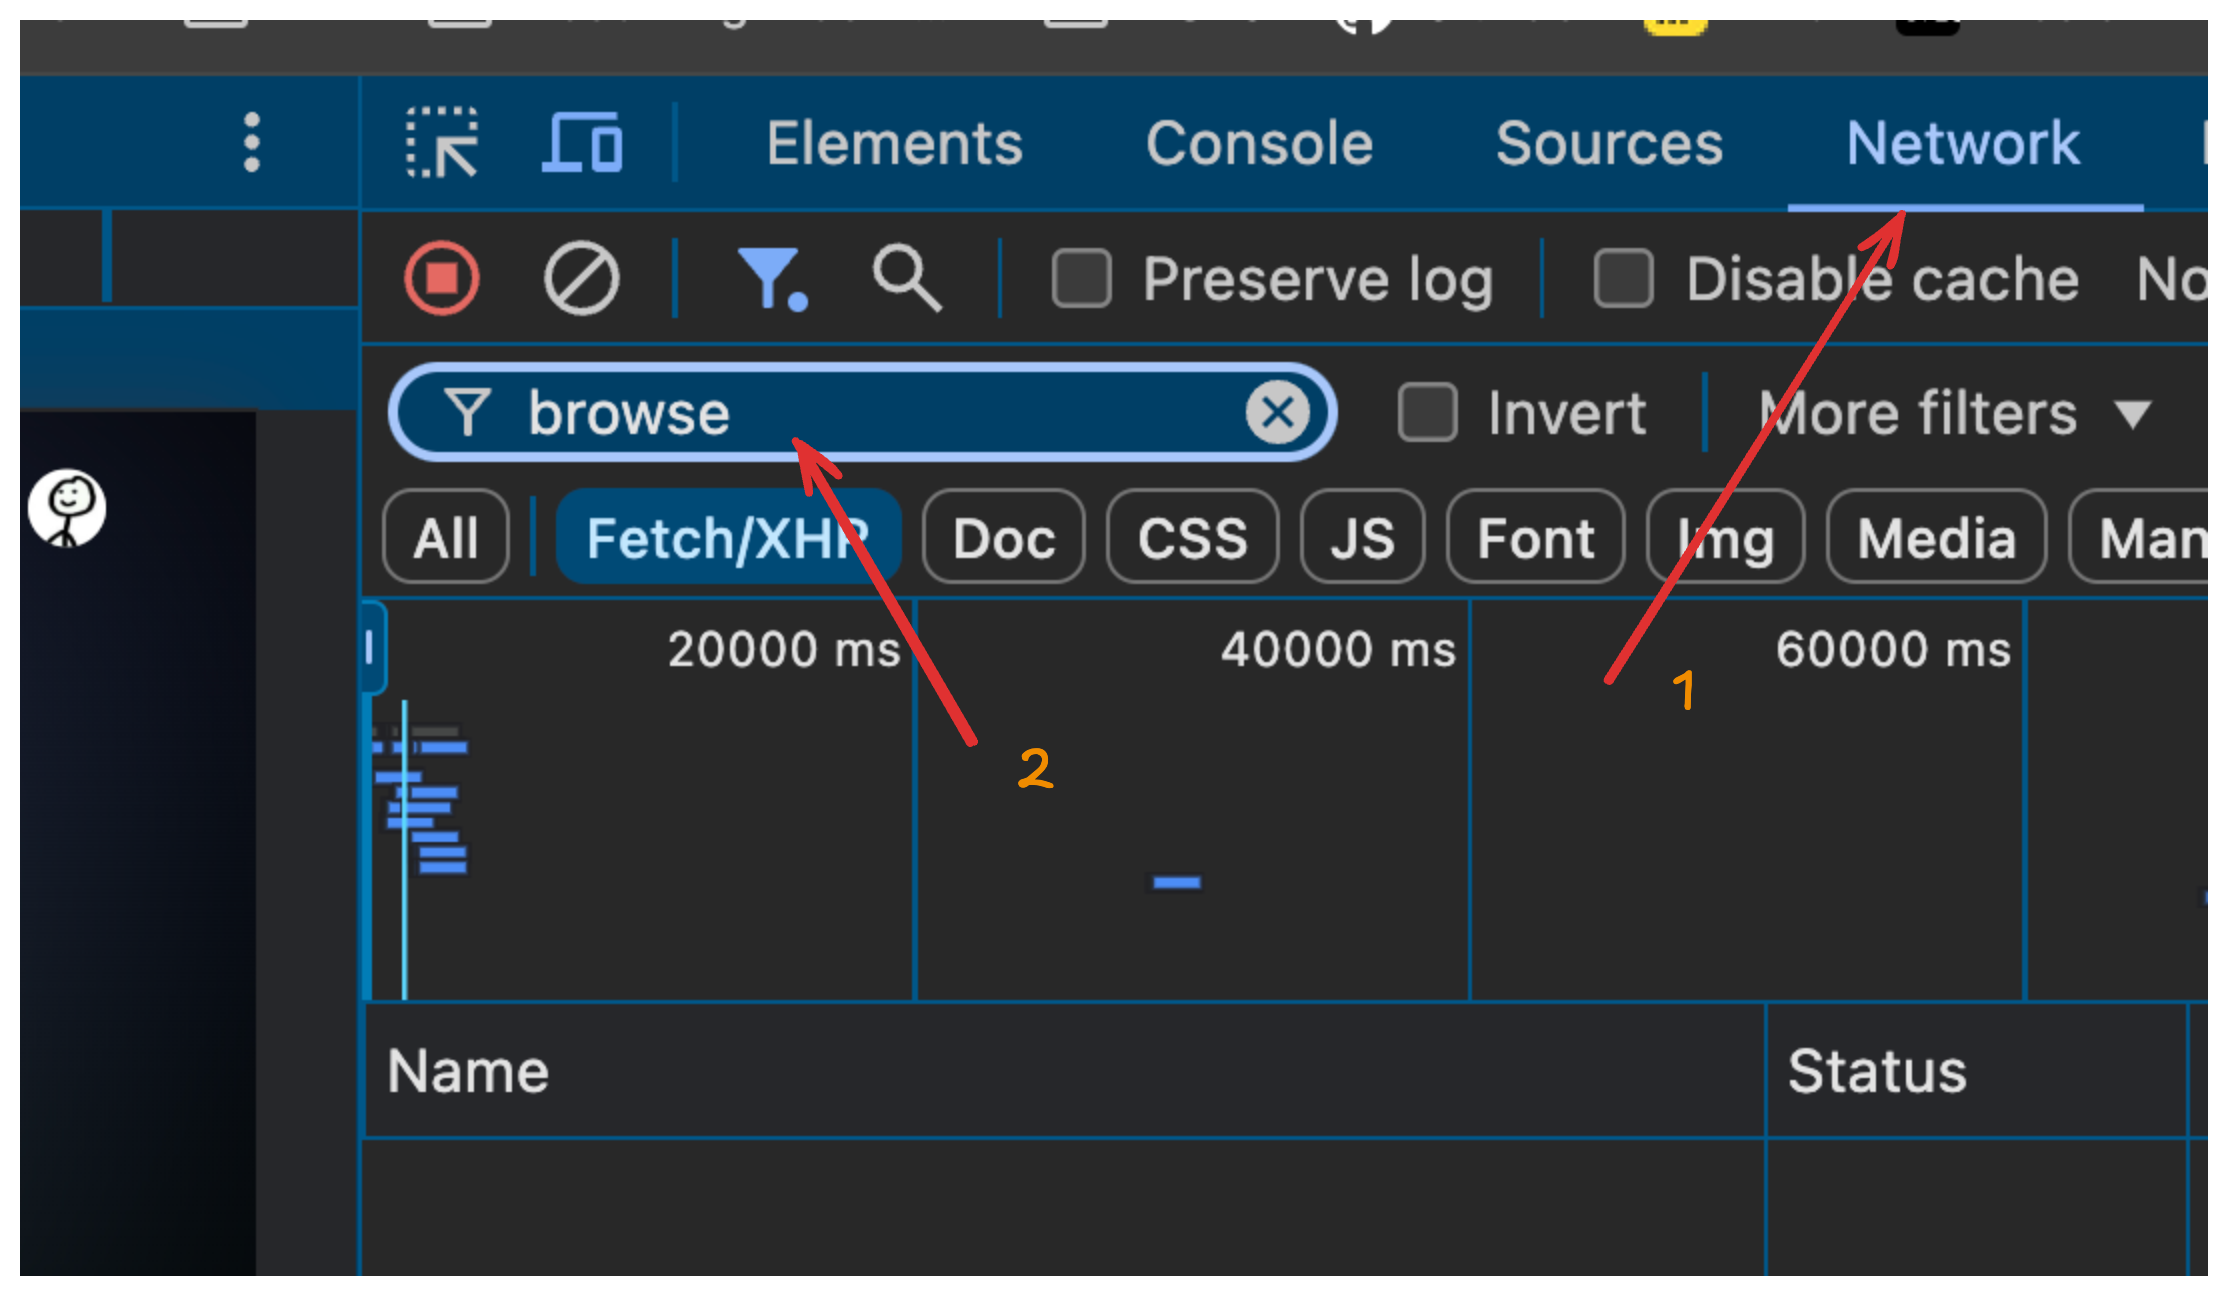 Elements Console Sources Network
Preserve log Disable cache No
browse Invert More filters
All Fetch/XHR Doc CSS JS Font Img Media Man
20000 ms 40000 ms 60000 ms
1
2
Name Status